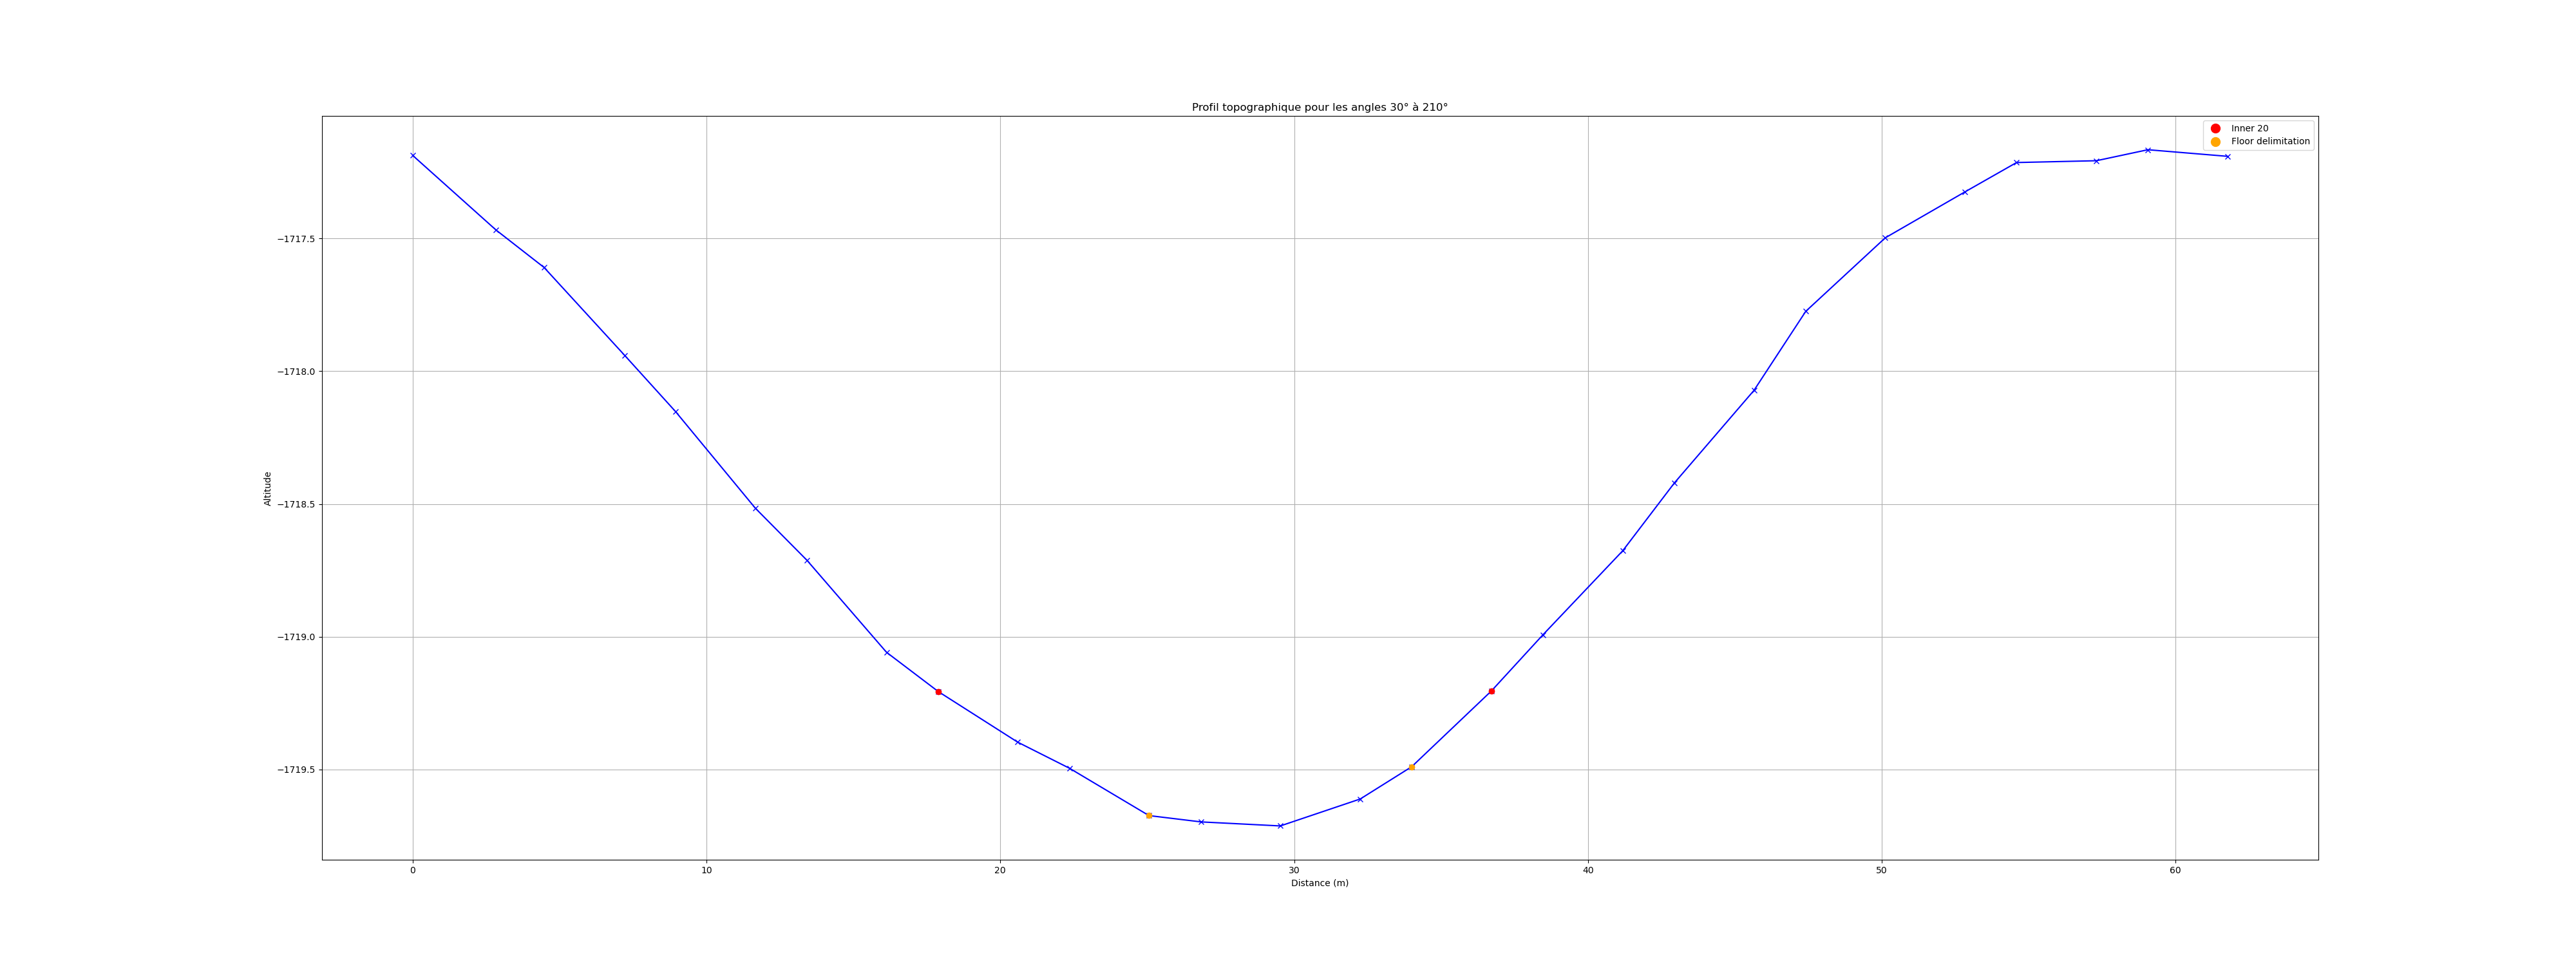 Profil topographique pour les angles 30° à 210°
Inner 20
Floor delimitation
Altitude
−1717.5
−1718.0
−1718.5
−1719.0
−1719.5
0 10 20 30 40 50 60
Distance (m)